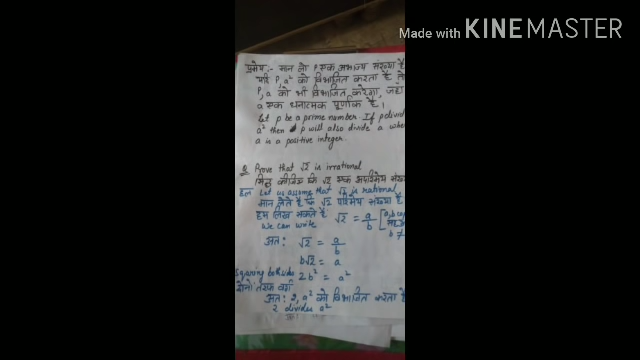 Made with KINEMASTER
प्रमेय:- मान लो P एक अभाज्य संख्या है
यदि P, a² को विभाजित करता है तो
P, a को भी विभाजित करेगा, जहाँ
a एक धनात्मक पूर्णांक है।
Let p be a prime number. If p divid
a² then p will also divide a whe
a is a positive integer.
Q Prove that √2 is irrational
सिद्ध कीजिए कि √2 एक अपरिमेय संख्
हल Let us assume that √2 is rational
मान लेते है कि √2 परिमेय संख्या है
हम लिख सकते है √2 = a/b [a, b
We can write b ≠
अतः √2 = a/b
b√2 = a
Squaring both side 2b² = a²
दोनों तरफ वर्ग
अतः 2, a² को विभाजित करता है
2 divides a²